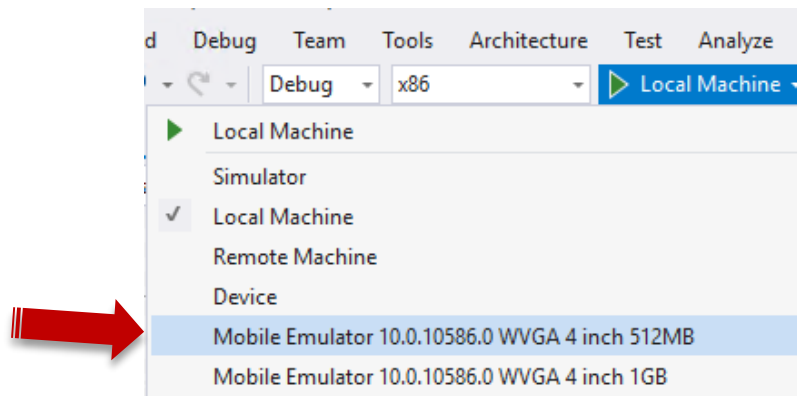 d Debug Team Tools Architecture Test Analyze
Debug x86 Local Machine
Local Machine
Simulator
Local Machine
Remote Machine
Device
Mobile Emulator 10.0.10586.0 WVGA 4 inch 512MB
Mobile Emulator 10.0.10586.0 WVGA 4 inch 1GB